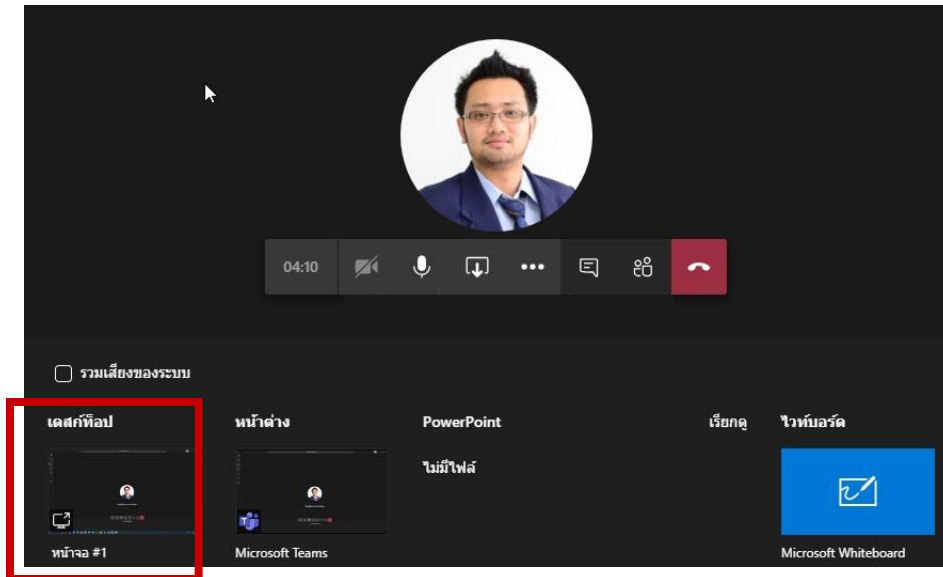 04:10
รวมเสียงของระบบ
เดสก์ท็อป
หน้าต่าง
PowerPoint
เรียกดู
ไวท์บอร์ด
ไม่มีไฟล์
หน้าจอ #1
Microsoft Teams
Microsoft Whiteboard